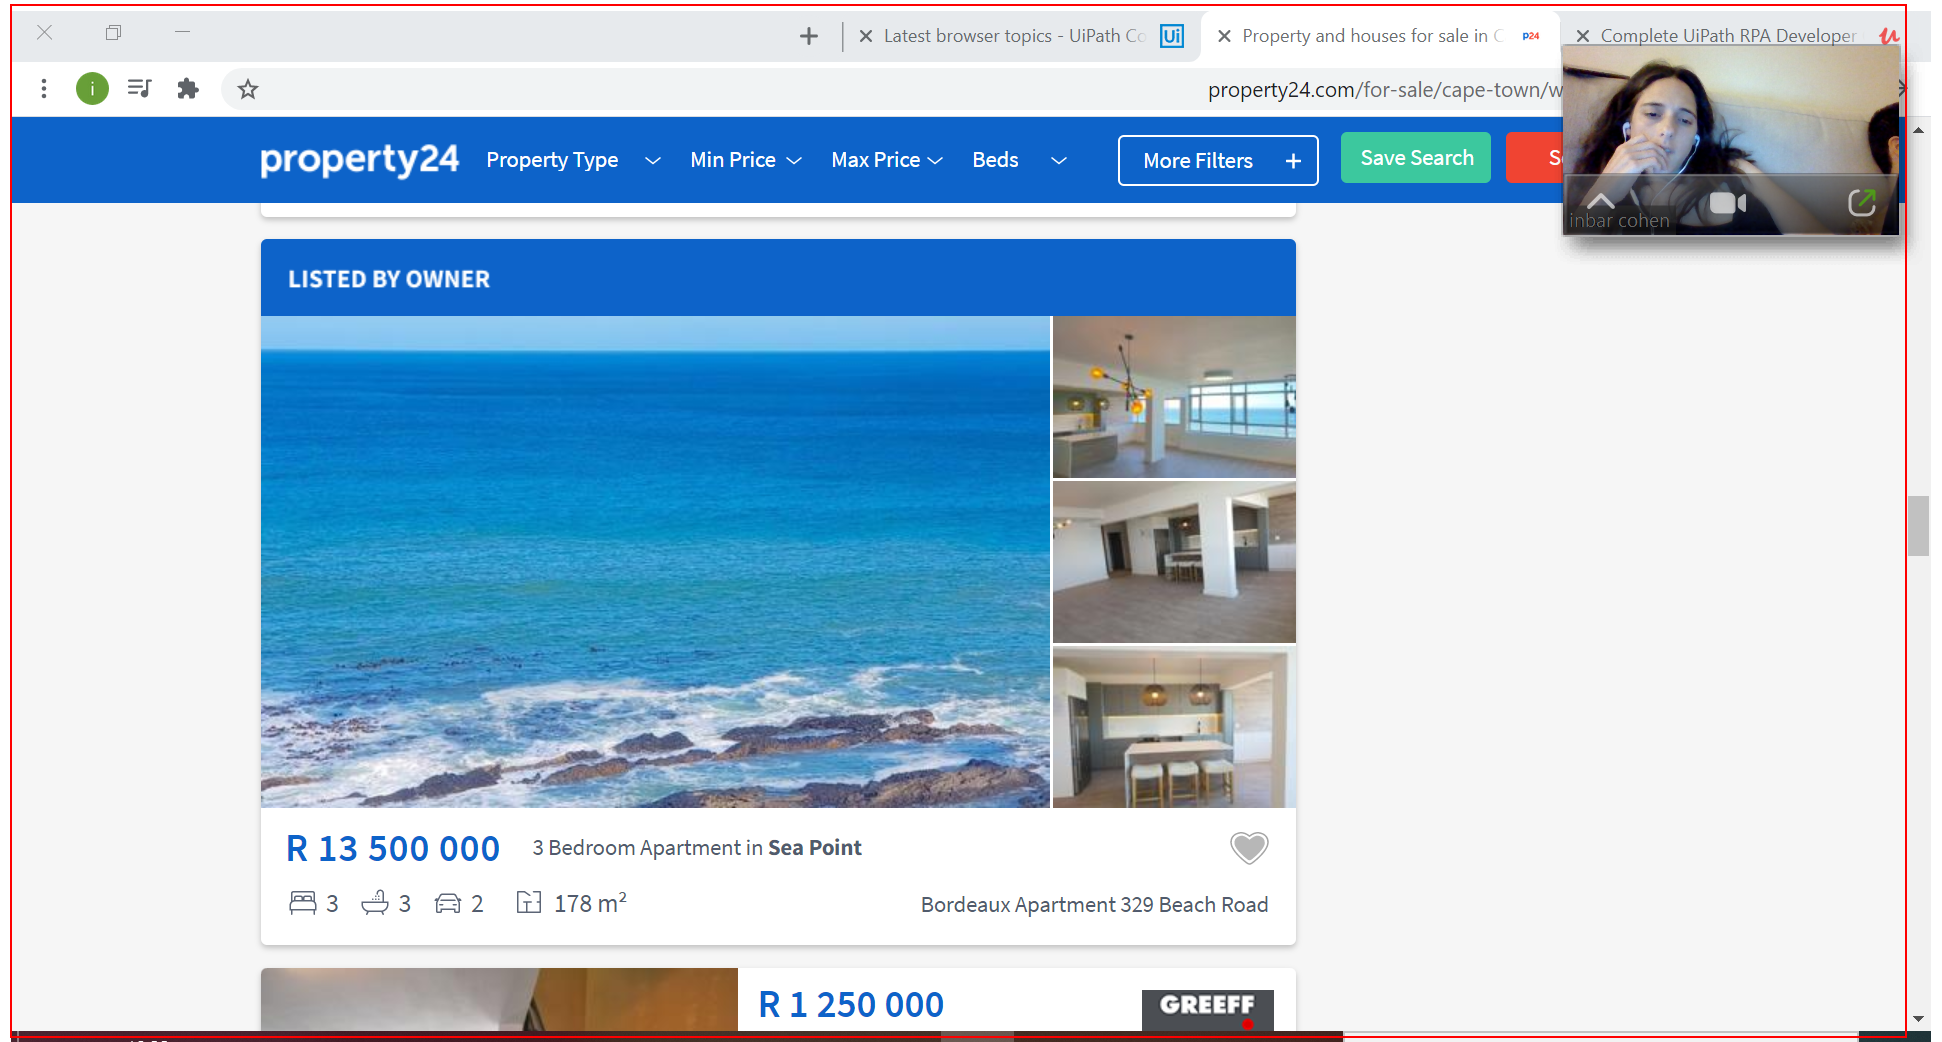 Latest browser topics - UiPath Co
Ui
Property and houses for sale in C
P24
Complete UiPath RPA Developer
i
property24.com/for-sale/cape-town/w
property24
Property Type
Min Price
Max Price
Beds
More Filters +
Save Search
inbar cohen
LISTED BY OWNER
R 13 500 000
3 Bedroom Apartment in Sea Point
3 3 2 178 m²
Bordeaux Apartment 329 Beach Road
R 1 250 000
GREEFF